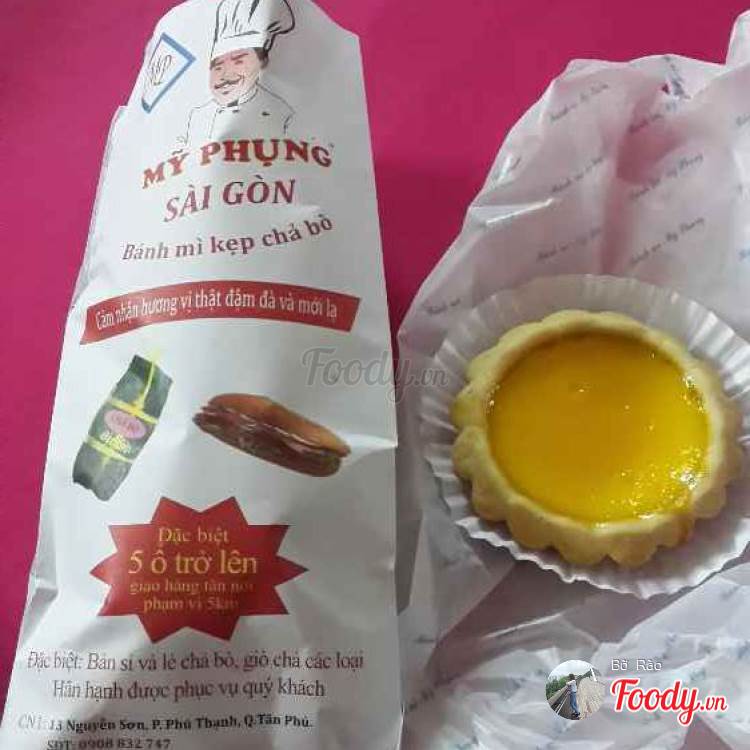 MP
MỸ PHỤNG
SÀI GÒN
Bánh mì kẹp chả bò
Cảm nhận hương vị thật đậm đà và mới lạ
Foody.vn
Đặc biệt
5 ổ trở lên
giao hàng tận nơi
phạm vi 5km
Đặc biệt: Bán sỉ và lẻ chả bò, giò chả các loại
Hân hạnh được phục vụ quý khách
CN1: 13 Nguyễn Sơn, P. Phú Thạnh, Q. Tân Phú.
SĐT: 0908 832 747
Bờ Rào
Foody.vn